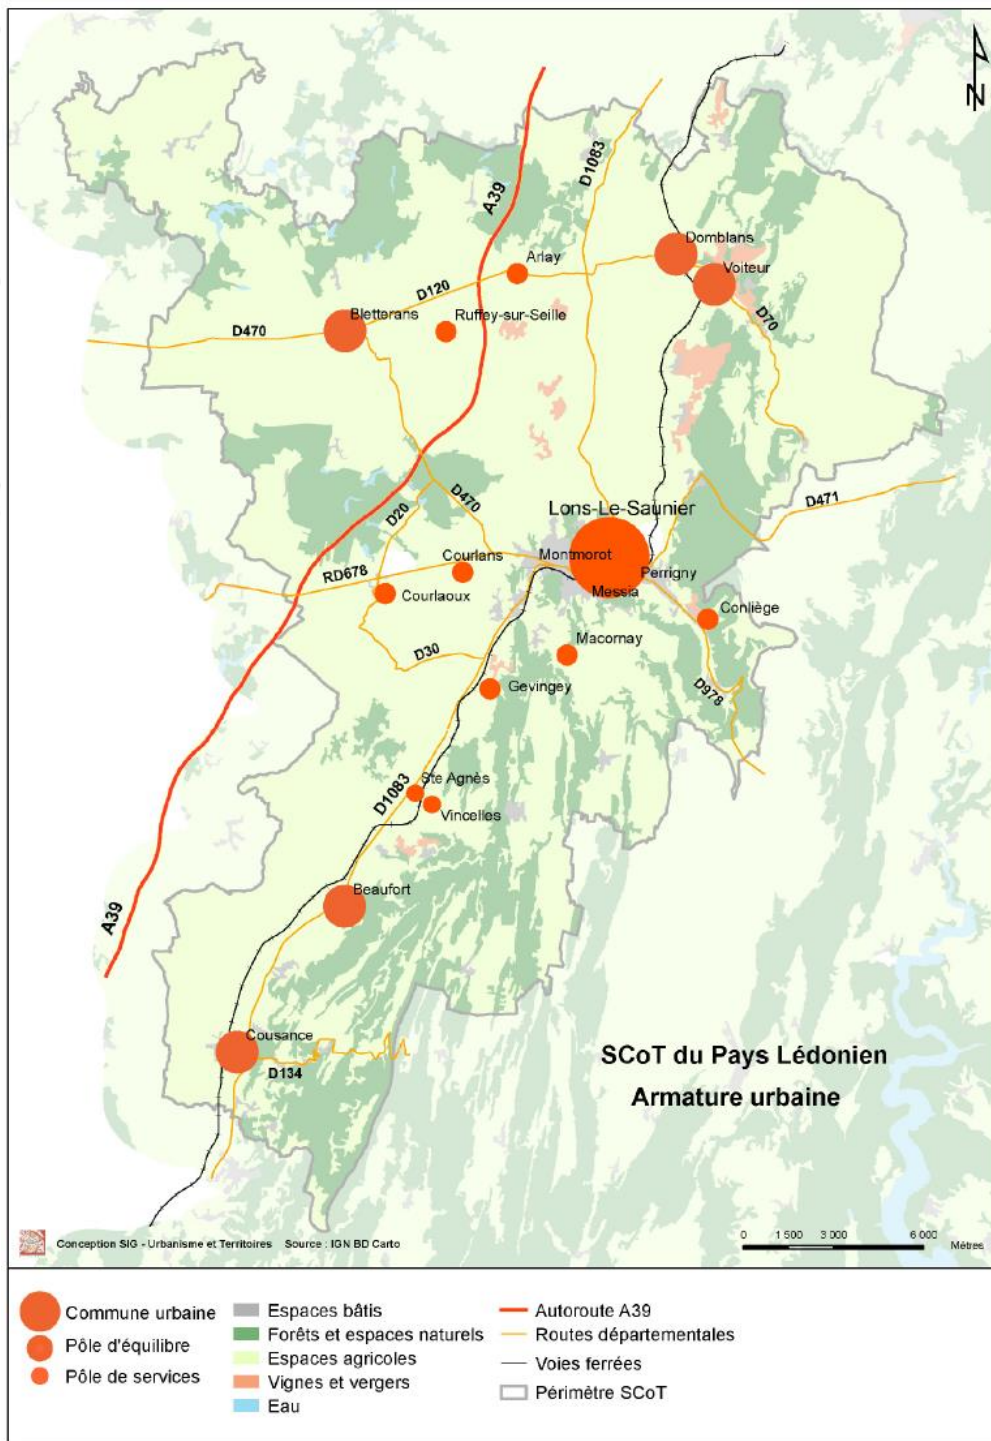 N
D1083
A39
Domblans
Arlay
Voiteur
D120
Bletterans
Ruffey-sur-Seille
D470
D70
D470
D471
D20
Lons-Le-Saunier
Courlans
Montmorot
RD678
Perrigny
Courlaoux
Messia
Conliège
Macornay
D30
Gevingey
D978
D1083
Ste Agnès
Vincelles
Beaufort
A39
Cousance
D134
SCoT du Pays Lédonien
Armature urbaine
Conception SIG - Urbanisme et Territoires Source : IGN BD Carto
0 1 500 3 000 6 000
Mètres
Commune urbaine
Pôle d'équilibre
Pôle de services
Espaces bâtis
Forêts et espaces naturels
Espaces agricoles
Vignes et vergers
Eau
Autoroute A39
Routes départementales
Voies ferrées
Périmètre SCoT